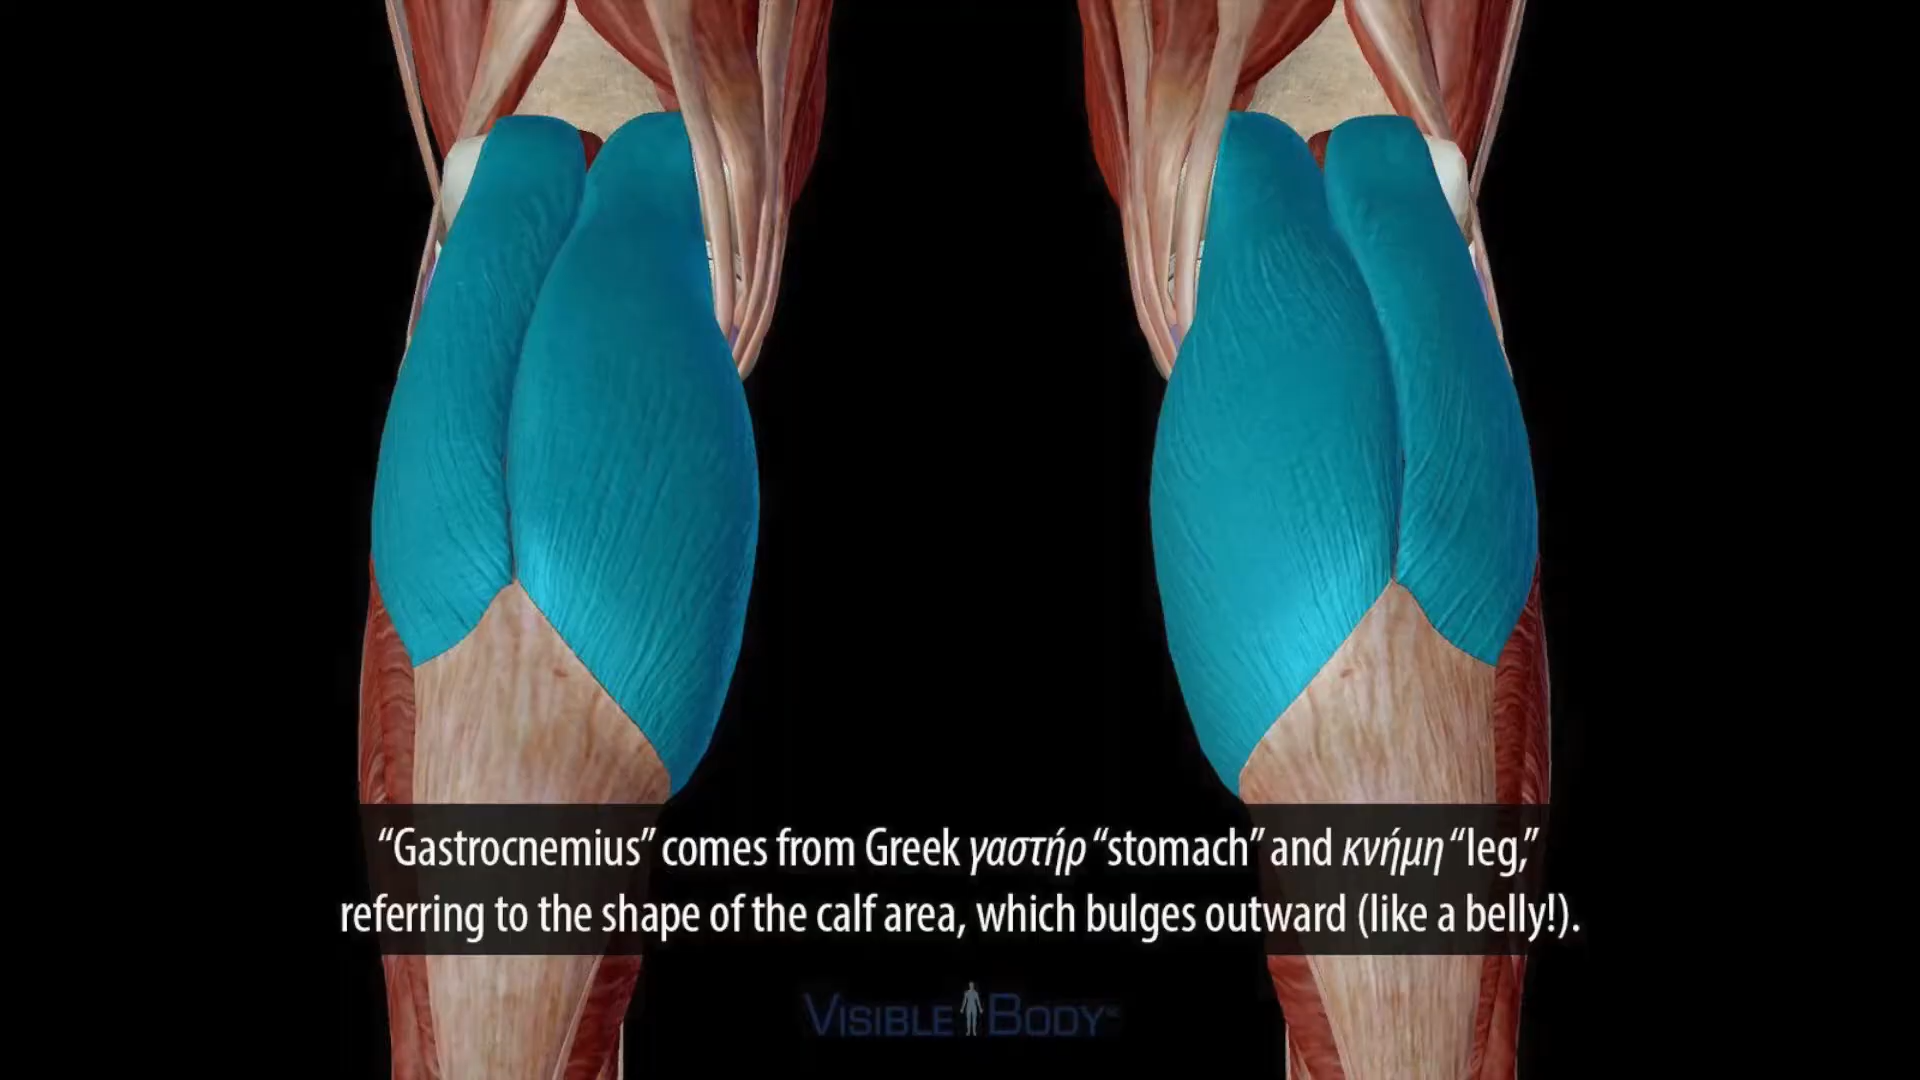 “Gastrocnemius” comes from Greek γαστήρ “stomach” and κνήμη “leg,”
referring to the shape of the calf area, which bulges outward (like a belly!).
VISIBLE BODY™